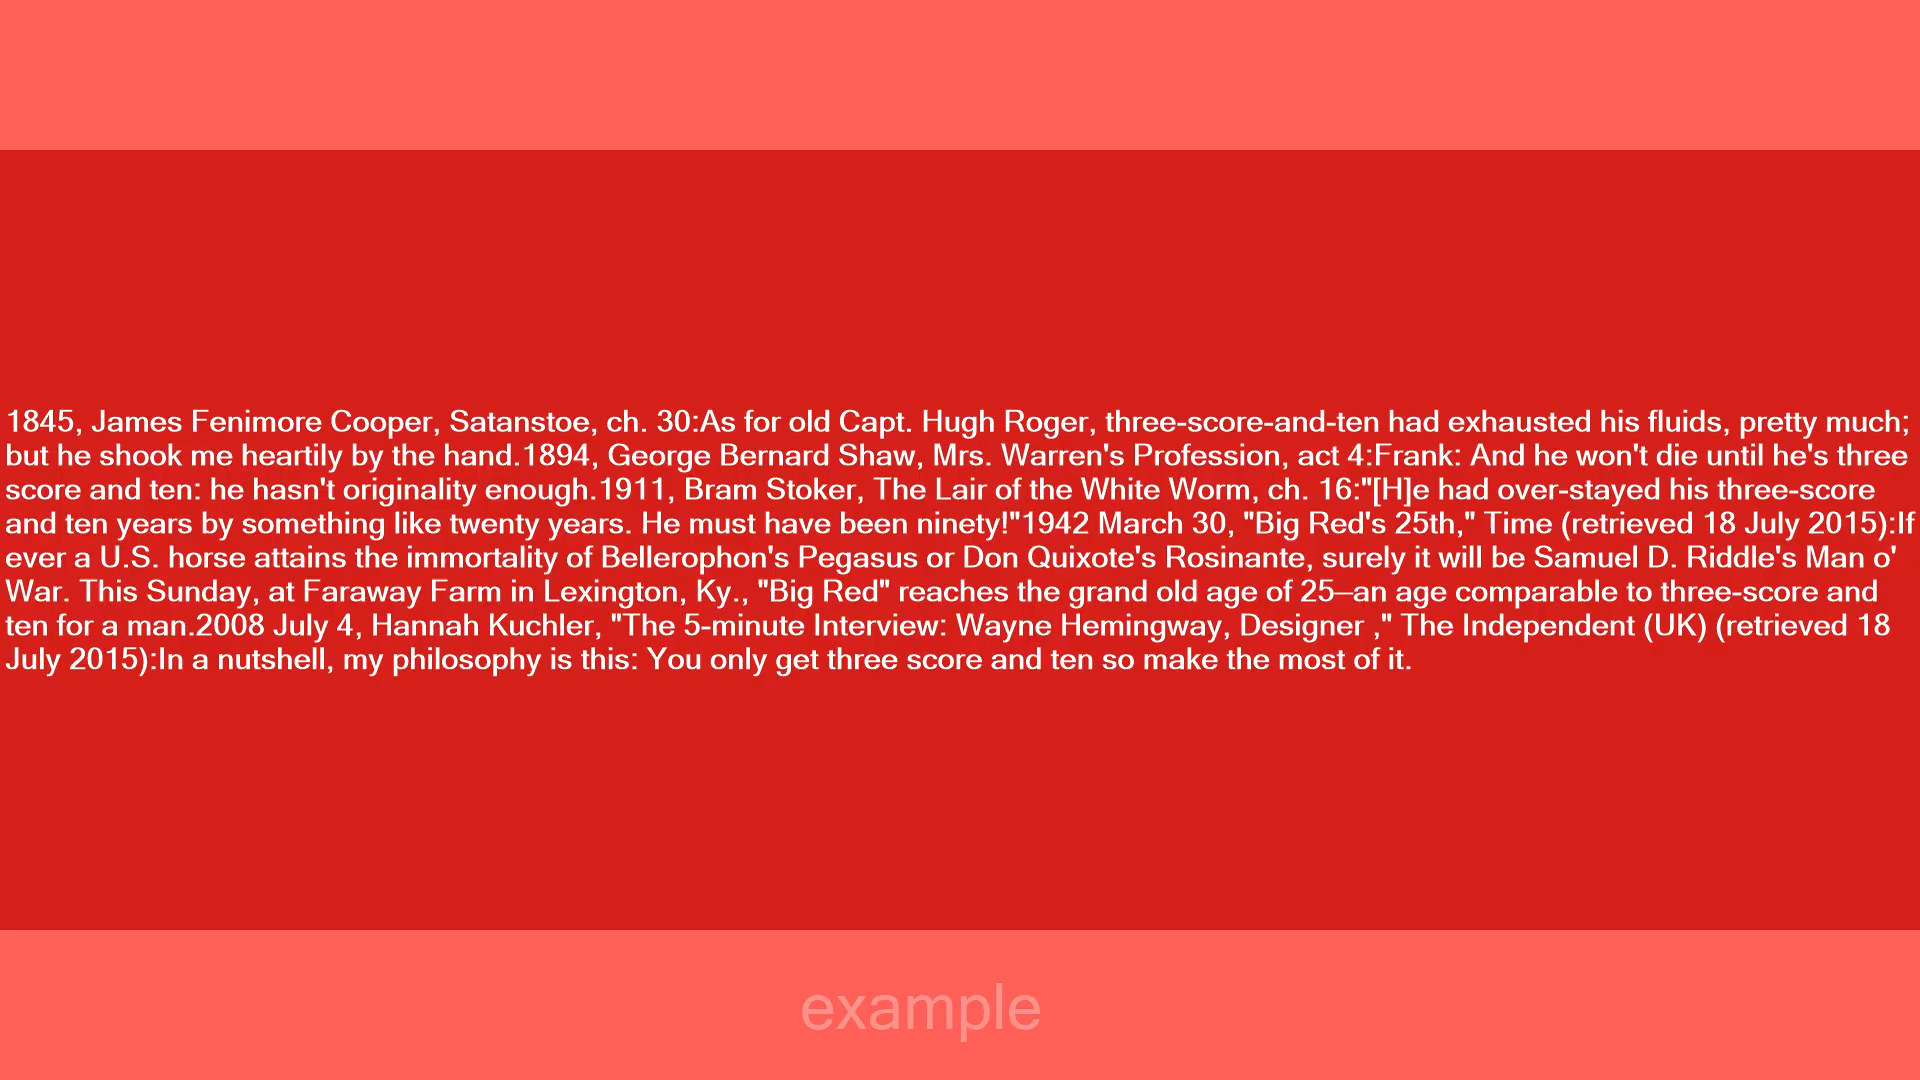 1845, James Fenimore Cooper, Satanstoe, ch. 30:As for old Capt. Hugh Roger, three-score-and-ten had exhausted his fluids, pretty much;
but he shook me heartily by the hand.1894, George Bernard Shaw, Mrs. Warren's Profession, act 4:Frank: And he won't die until he's three
score and ten: he hasn't originality enough.1911, Bram Stoker, The Lair of the White Worm, ch. 16:"[H]e had over-stayed his three-score
and ten years by something like twenty years. He must have been ninety!"1942 March 30, "Big Red's 25th," Time (retrieved 18 July 2015):If
ever a U.S. horse attains the immortality of Bellerophon's Pegasus or Don Quixote's Rosinante, surely it will be Samuel D. Riddle's Man o'
War. This Sunday, at Faraway Farm in Lexington, Ky., "Big Red" reaches the grand old age of 25—an age comparable to three-score and
ten for a man.2008 July 4, Hannah Kuchler, "The 5-minute Interview: Wayne Hemingway, Designer ," The Independent (UK) (retrieved 18
July 2015):In a nutshell, my philosophy is this: You only get three score and ten so make the most of it.
example